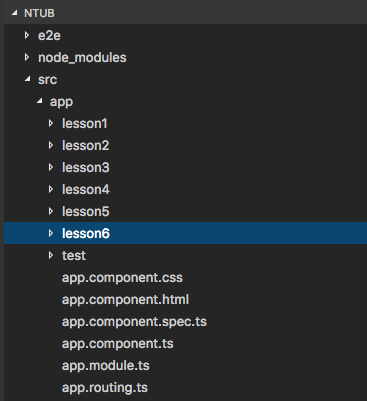 NTUB
e2e
node_modules
src
app
lesson1
lesson2
lesson3
lesson4
lesson5
lesson6
test
app.component.css
app.component.html
app.component.spec.ts
app.component.ts
app.module.ts
app.routing.ts